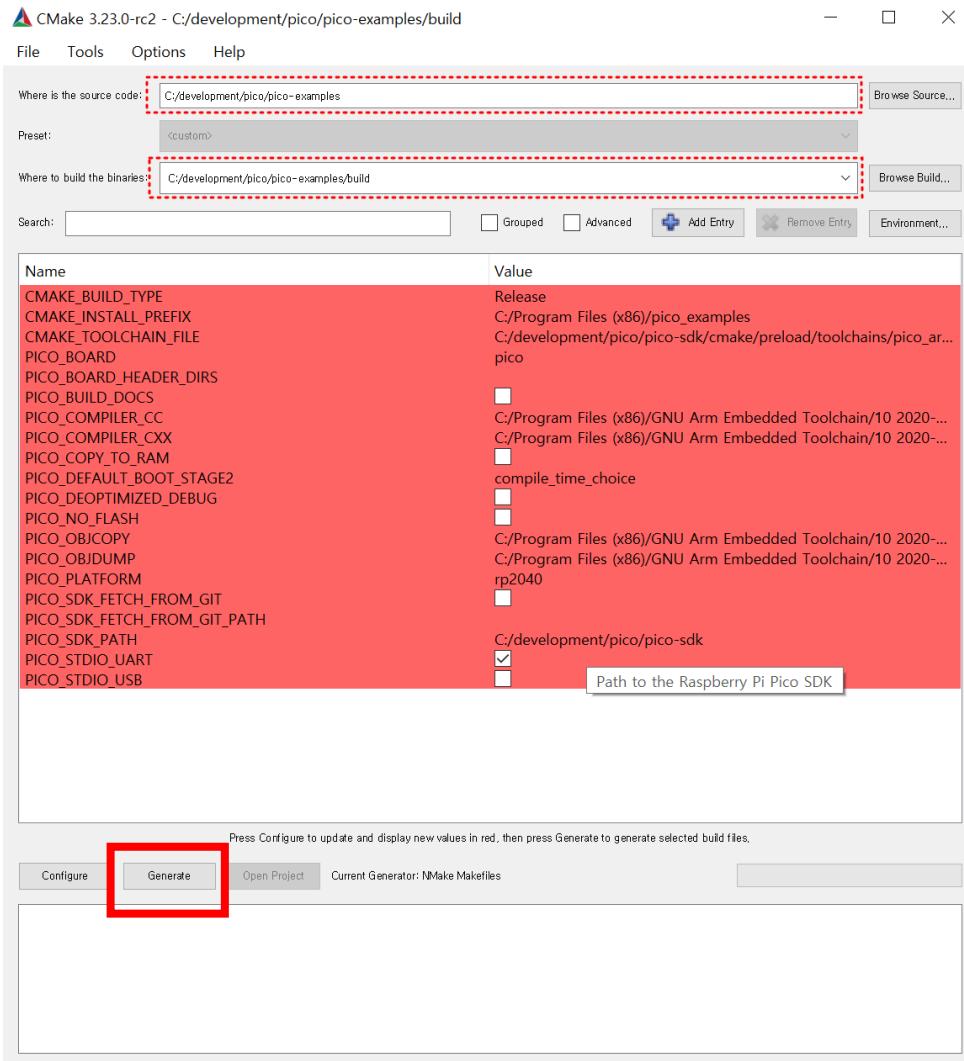 CMake 3.23.0-rc2 - C:/development/pico/pico-examples/build
File Tools Options Help
Where is the source code: C:/development/pico/pico-examples Browse Source...
Preset: <custom>
Where to build the binaries: C:/development/pico/pico-examples/build Browse Build...
Search: Grouped Advanced Add Entry Remove Entry Environment...
Name Value
CMAKE_BUILD_TYPE Release
CMAKE_INSTALL_PREFIX C:/Program Files (x86)/pico_examples
CMAKE_TOOLCHAIN_FILE C:/development/pico/pico-sdk/cmake/preload/toolchains/pico_ar...
PICO_BOARD pico
PICO_BOARD_HEADER_DIRS
PICO_BUILD_DOCS
PICO_COMPILER_CC C:/Program Files (x86)/GNU Arm Embedded Toolchain/10 2020-...
PICO_COMPILER_CXX C:/Program Files (x86)/GNU Arm Embedded Toolchain/10 2020-...
PICO_COPY_TO_RAM
PICO_DEFAULT_BOOT_STAGE2 compile_time_choice
PICO_DEOPTIMIZED_DEBUG
PICO_NO_FLASH
PICO_OBJCOPY C:/Program Files (x86)/GNU Arm Embedded Toolchain/10 2020-...
PICO_OBJDUMP C:/Program Files (x86)/GNU Arm Embedded Toolchain/10 2020-...
PICO_PLATFORM rp2040
PICO_SDK_FETCH_FROM_GIT
PICO_SDK_FETCH_FROM_GIT_PATH
PICO_SDK_PATH C:/development/pico/pico-sdk
PICO_STDIO_UART
PICO_STDIO_USB
Path to the Raspberry Pi Pico SDK
Press Configure to update and display new values in red, then press Generate to generate selected build files.
Configure Generate Open Project Current Generator: NMake Makefiles